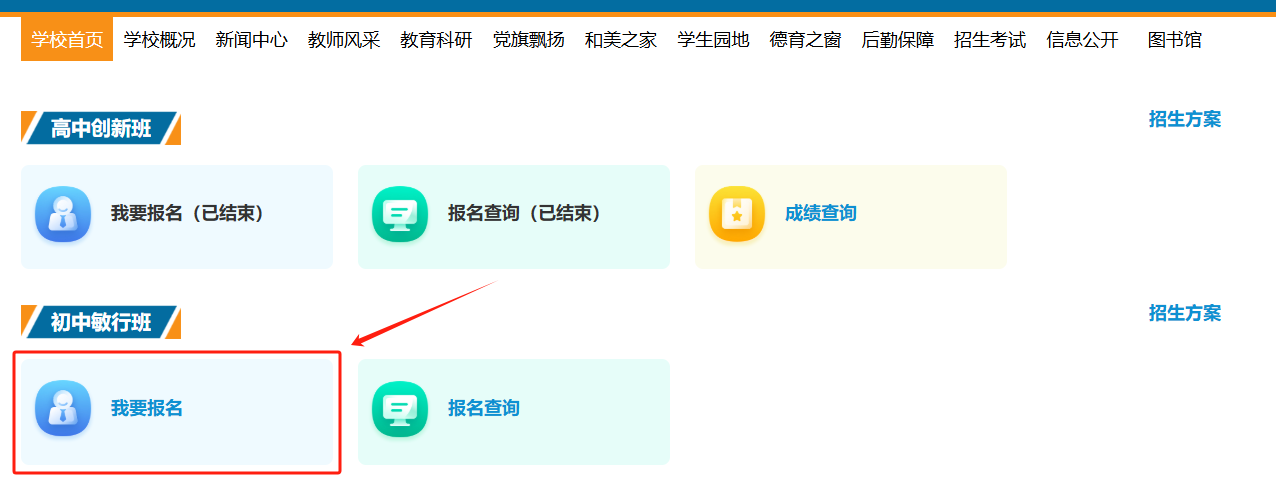 学校首页 学校概况 新闻中心 教师风采 教育科研 党旗飘扬 和美之家 学生园地 德育之窗 后勤保障 招生考试 信息公开 图书馆
高中创新班 招生方案
我要报名（已结束） 报名查询（已结束） 成绩查询
初中敏行班 招生方案
我要报名 报名查询